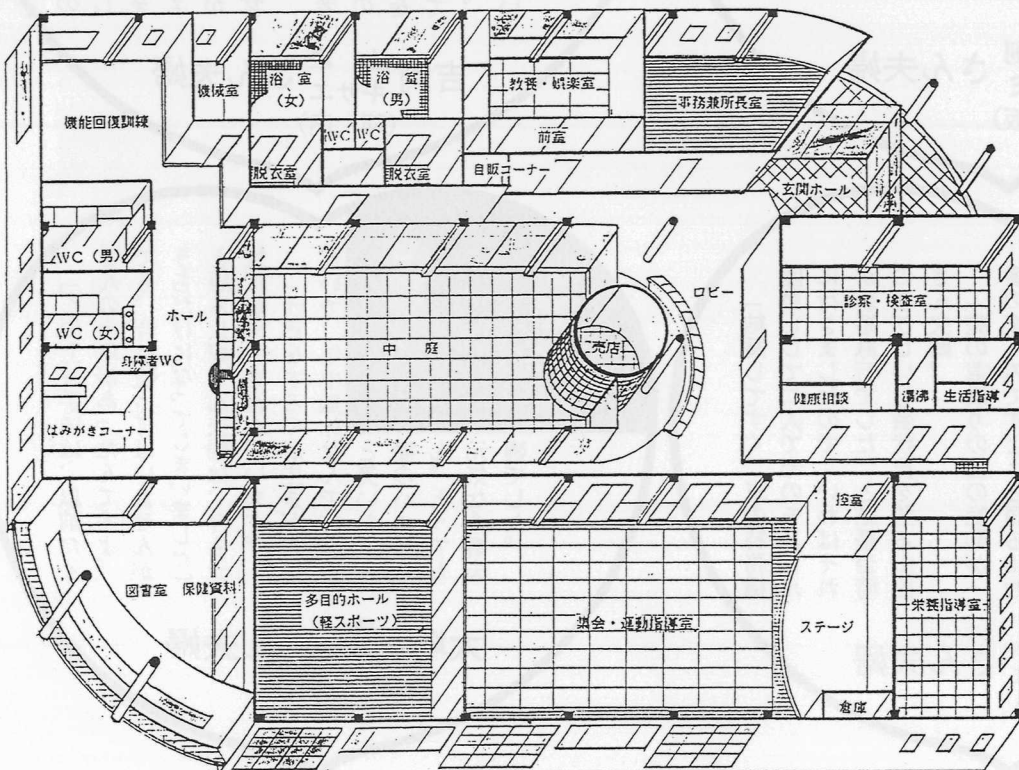 機能回復訓練
機械室
浴室
(女)
浴室
(男)
教養・娯楽室
事務兼所長室
WC
WC
前室
脱衣室
脱衣室
自販コーナー
玄関ホール
WC(男)
WC(女)
身障者WC
はみがきコーナー
ホール
中庭
売店
ロビー
診察・検査室
健康相談
湯沸
生活指導
図書室
保健資料
多目的ホール
(軽スポーツ)
集会・運動指導室
控室
ステージ
倉庫
栄養指導室